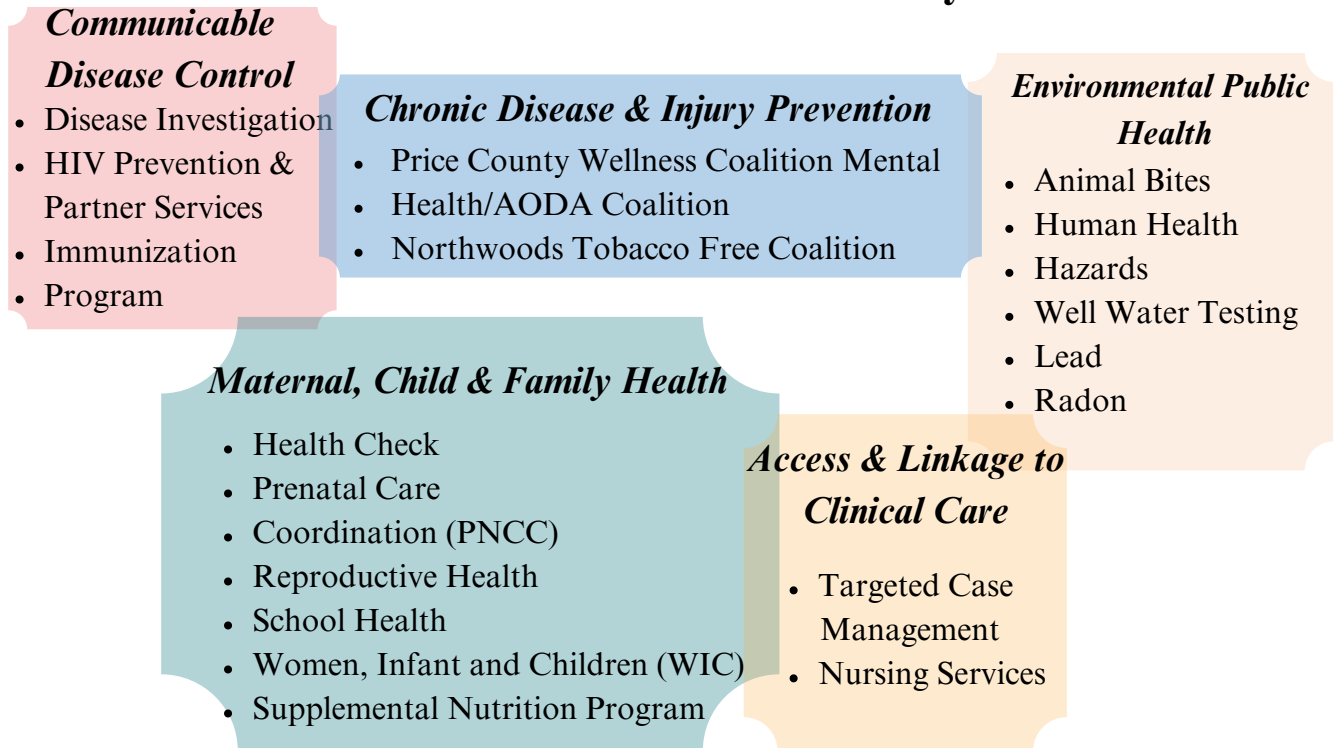 Communicable
Disease Control
• Disease Investigation
• HIV Prevention &
Partner Services
• Immunization
• Program
Chronic Disease & Injury Prevention
• Price County Wellness Coalition Mental
• Health/AODA Coalition
• Northwoods Tobacco Free Coalition
Environmental Public
Health
• Animal Bites
• Human Health
• Hazards
• Well Water Testing
• Lead
• Radon
Maternal, Child & Family Health
• Health Check
• Prenatal Care
• Coordination (PNCC)
• Reproductive Health
• School Health
• Women, Infant and Children (WIC)
• Supplemental Nutrition Program
Access & Linkage to
Clinical Care
• Targeted Case
Management
• Nursing Services